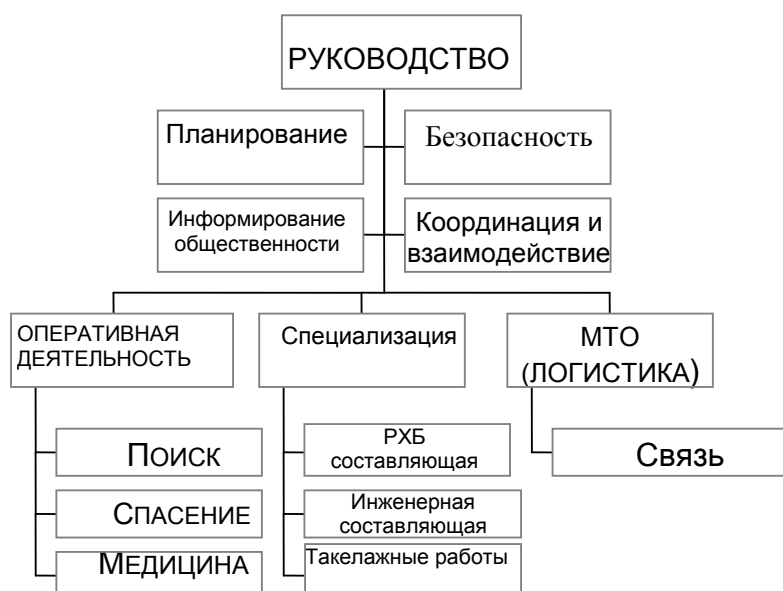 РУКОВОДСТВО
Планирование
Безопасность
Информирование
общественности
Координация и
взаимодействие
ОПЕРАТИВНАЯ
ДЕЯТЕЛЬНОСТЬ
Специализация
МТО
(ЛОГИСТИКА)
ПОИСК
РХБ
составляющая
Связь
СПАСЕНИЕ
Инженерная
составляющая
МЕДИЦИНА
Такелажные работы